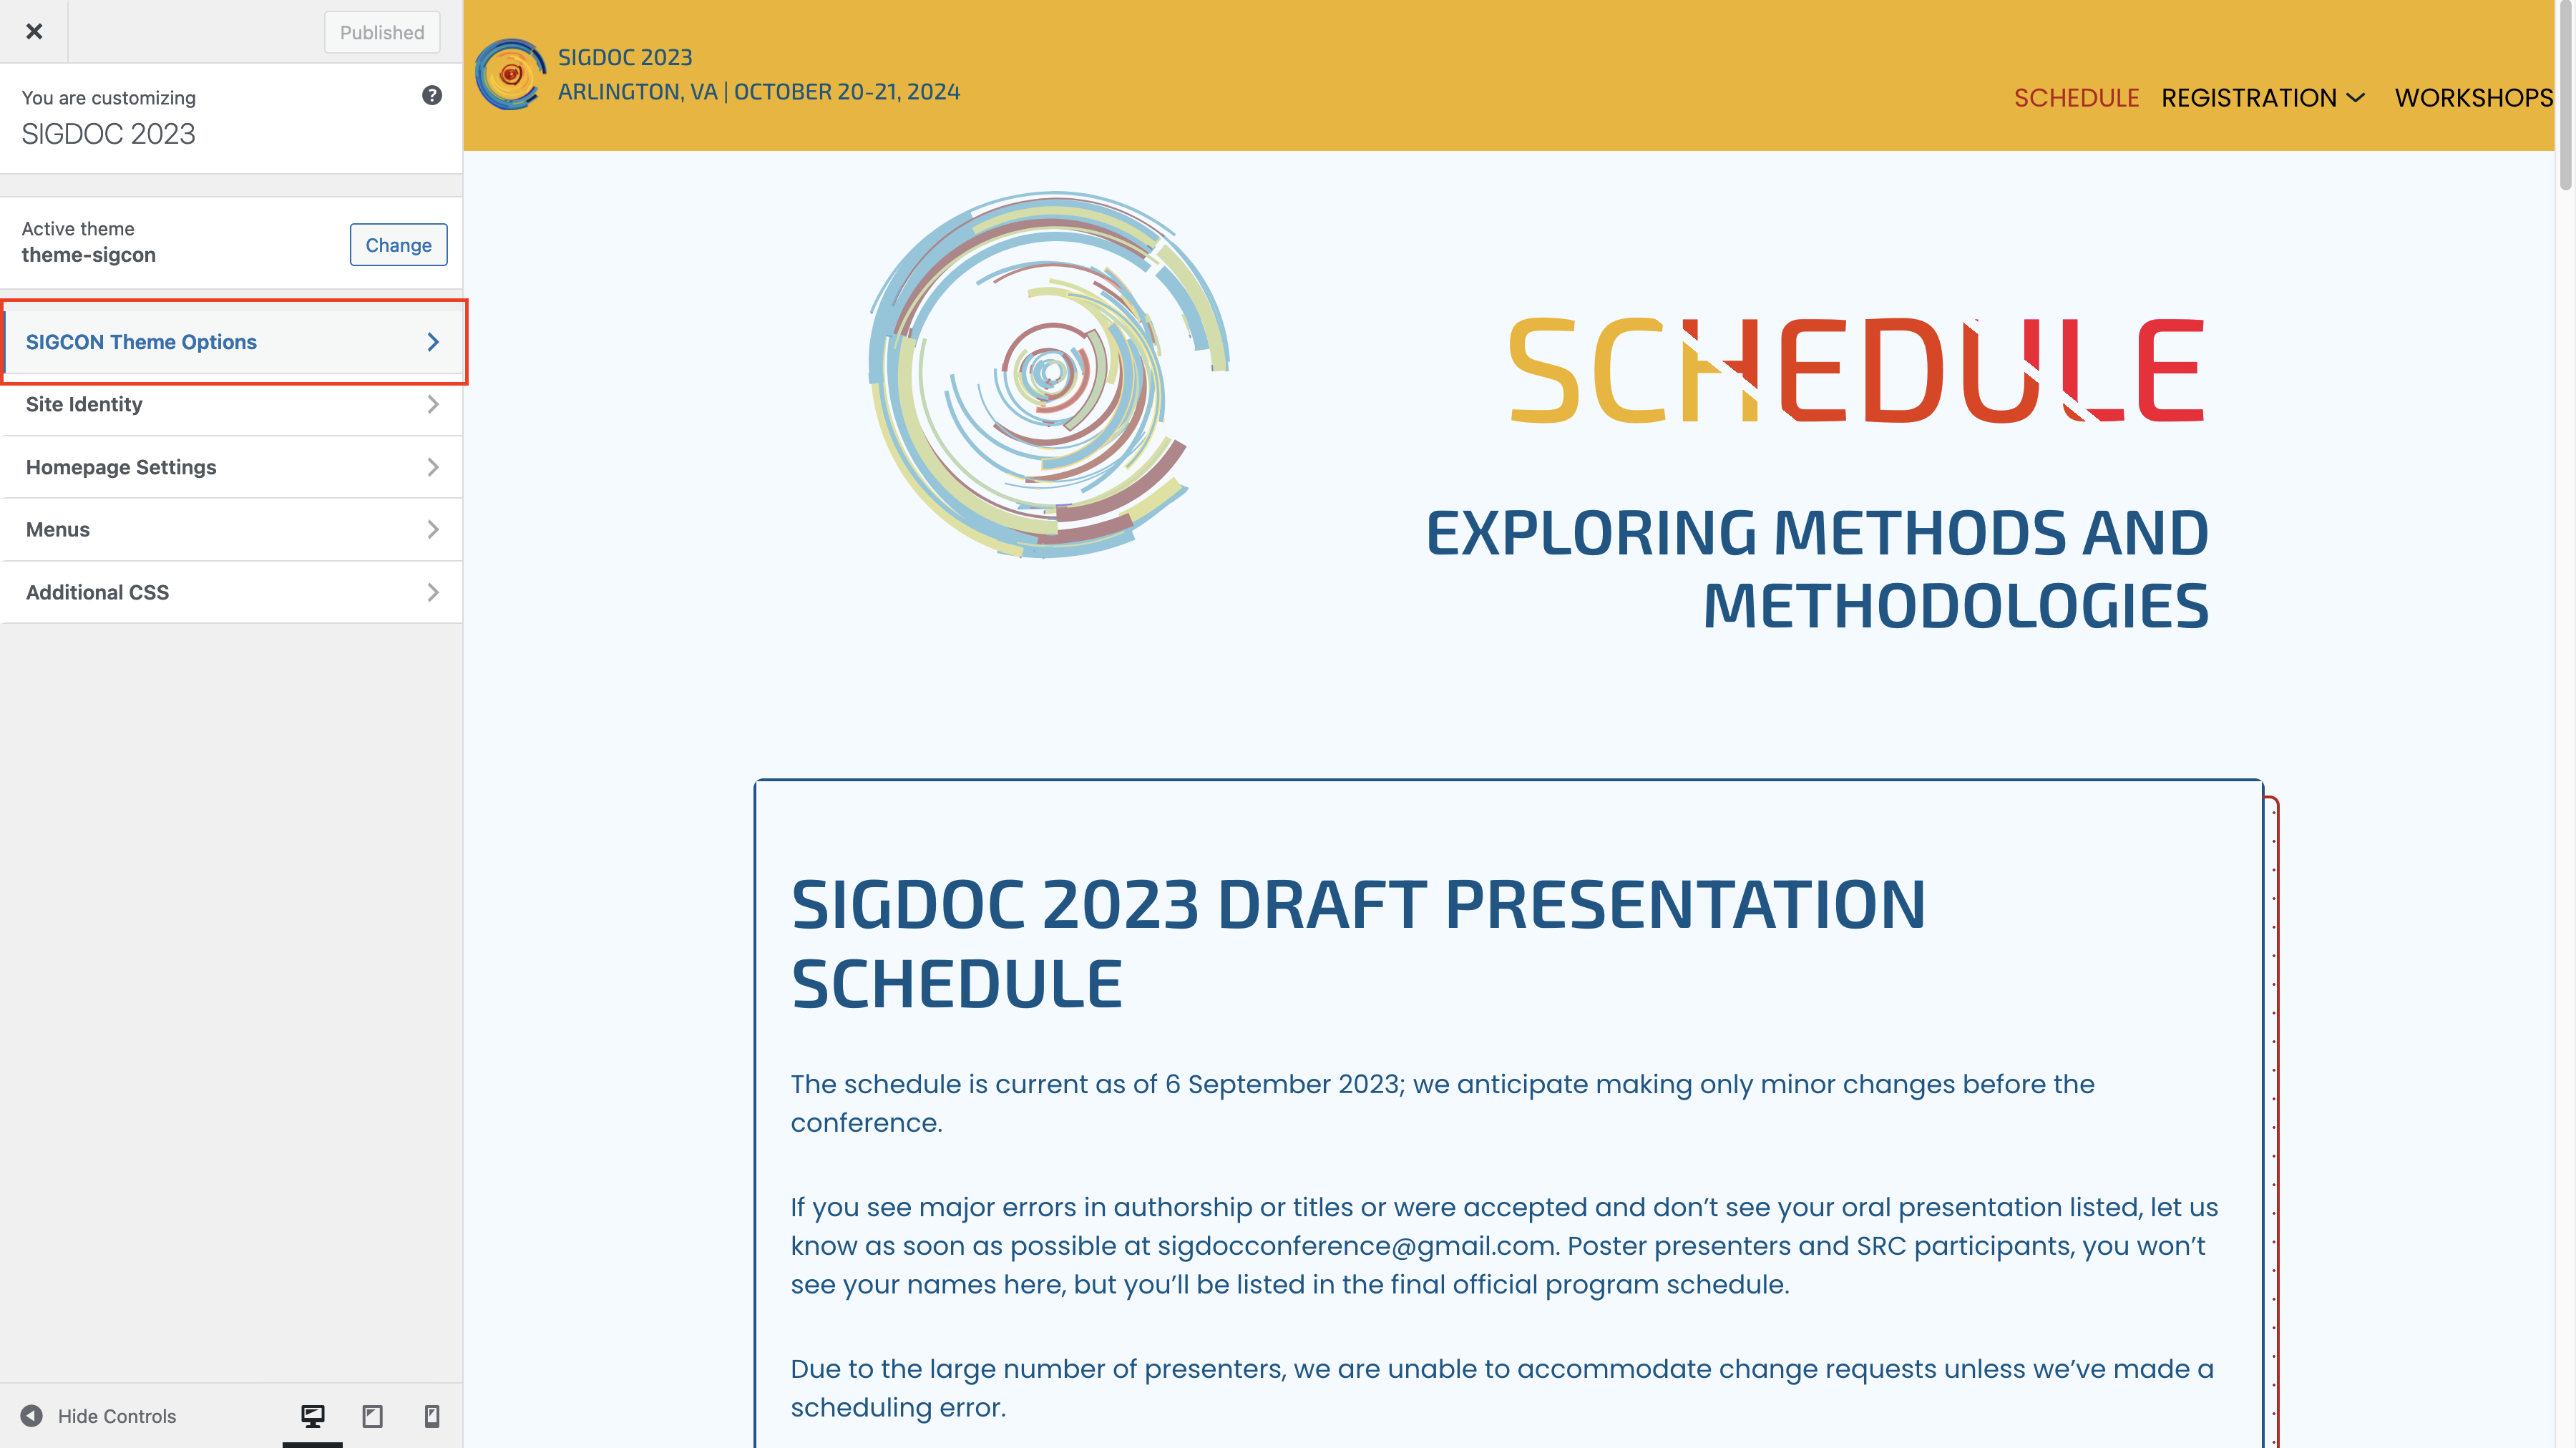 Published
You are customizing
SIGDOC 2023
Active theme
theme-sigcon
Change
SIGCON Theme Options
Site Identity
Homepage Settings
Menus
Additional CSS
Hide Controls
SIGDOC 2023
ARLINGTON, VA | OCTOBER 20-21, 2024
SCHEDULE REGISTRATION WORKSHOPS
SCHEDULE
EXPLORING METHODS AND
METHODOLOGIES
SIGDOC 2023 DRAFT PRESENTATION
SCHEDULE
The schedule is current as of 6 September 2023; we anticipate making only minor changes before the
conference.
If you see major errors in authorship or titles or were accepted and don’t see your oral presentation listed, let us
know as soon as possible at sigdocconference@gmail.com. Poster presenters and SRC participants, you won’t
see your names here, but you’ll be listed in the final official program schedule.
Due to the large number of presenters, we are unable to accommodate change requests unless we’ve made a
scheduling error.